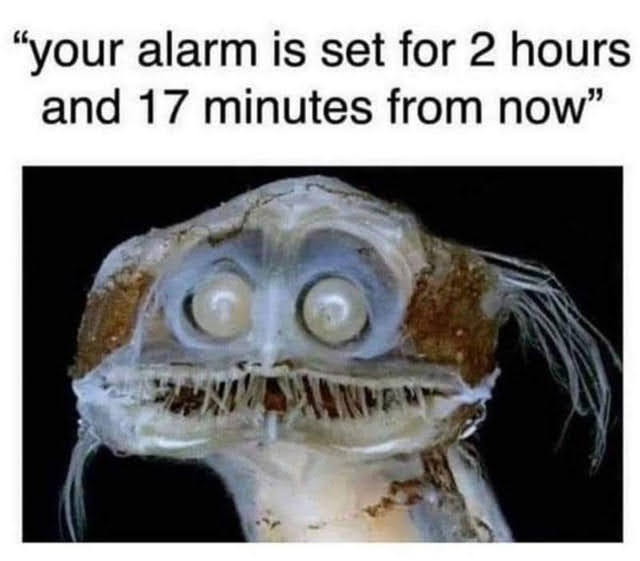 “your alarm is set for 2 hours
and 17 minutes from now”